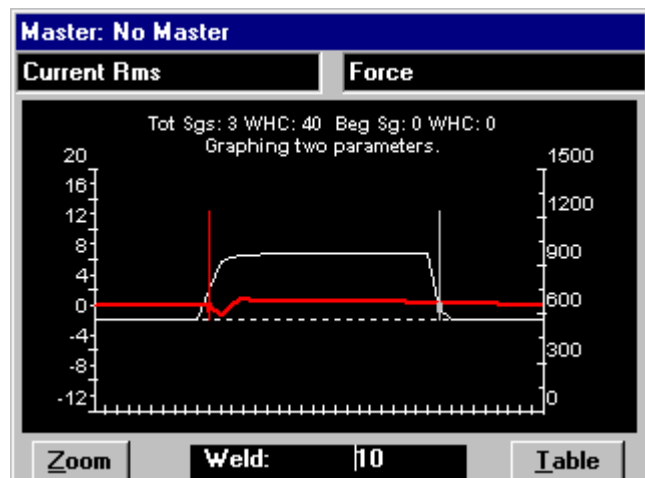 Master: No Master
Current Rms
Force
Tot Sgs: 3 WHC: 40 Beg Sg: 0 WHC: 0
Graphing two parameters.
20
16
12
8
4
0
-4
-8
-12
1500
1200
900
600
300
0
Zoom
Weld: 10
Table